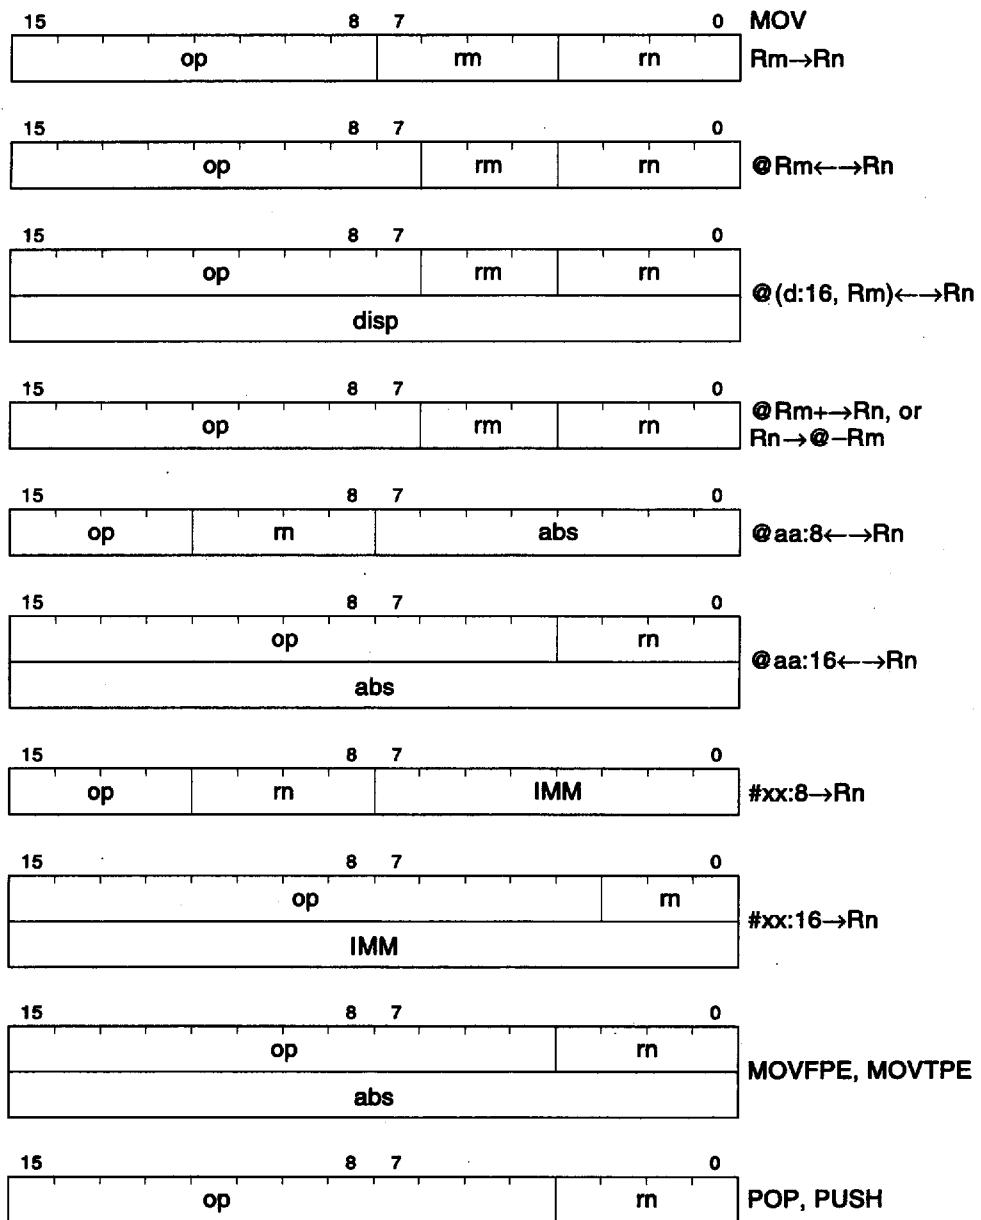 15 8 7 0 MOV
op rm rn Rm→Rn
15 8 7 0
op rm rn @Rm←→Rn
15 8 7 0
op rm rn
@(d:16, Rm)←→Rn
disp
15 8 7 0
op rm rn @Rm+→Rn, or
Rn→@−Rm
15 8 7 0
op rn abs @aa:8←→Rn
15 8 7 0
op rn
@aa:16←→Rn
abs
15 8 7 0
op rn IMM #xx:8→Rn
15 8 7 0
op rn
#xx:16→Rn
IMM
15 8 7 0
op rn
MOVFPE, MOVTPE
abs
15 8 7 0
op rn POP, PUSH